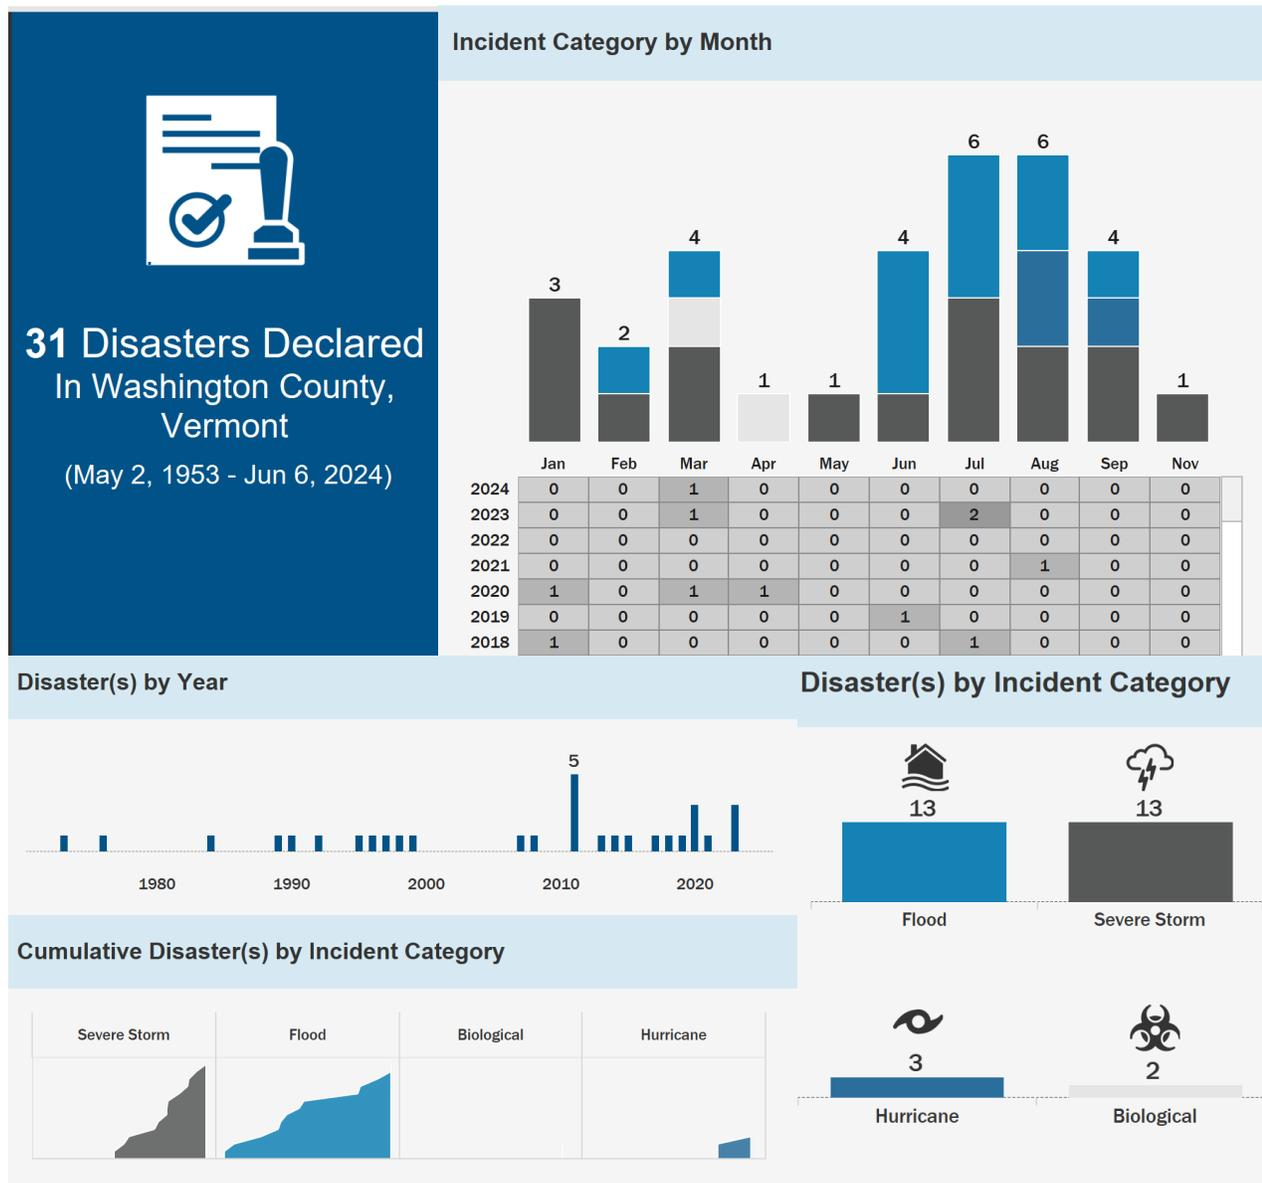 31 Disasters Declared
In Washington County,
Vermont
(May 2, 1953 - Jun 6, 2024)
Incident Category by Month
6 6
4 4 4
3
2
1 1 1
Jan Feb Mar Apr May Jun Jul Aug Sep Nov
2024 0 0 1 0 0 0 0 0 0 0
2023 0 0 1 0 0 0 2 0 0 0
2022 0 0 0 0 0 0 0 0 0 0
2021 0 0 0 0 0 0 0 1 0 0
2020 1 0 1 1 0 0 0 0 0 0
2019 0 0 0 0 0 1 0 0 0 0
2018 1 0 0 0 0 0 1 0 0 0
Disaster(s) by Year
5
1980 1990 2000 2010 2020
Cumulative Disaster(s) by Incident Category
Severe Storm Flood Biological Hurricane
Disaster(s) by Incident Category
13 13
Flood Severe Storm
3 2
Hurricane Biological